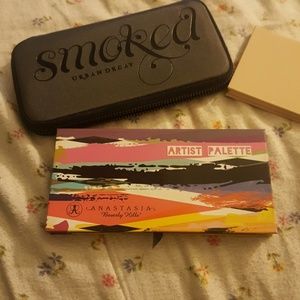 smoked
URBAN DECAY
ARTIST PALETTE
ANASTASIA
Beverly Hills